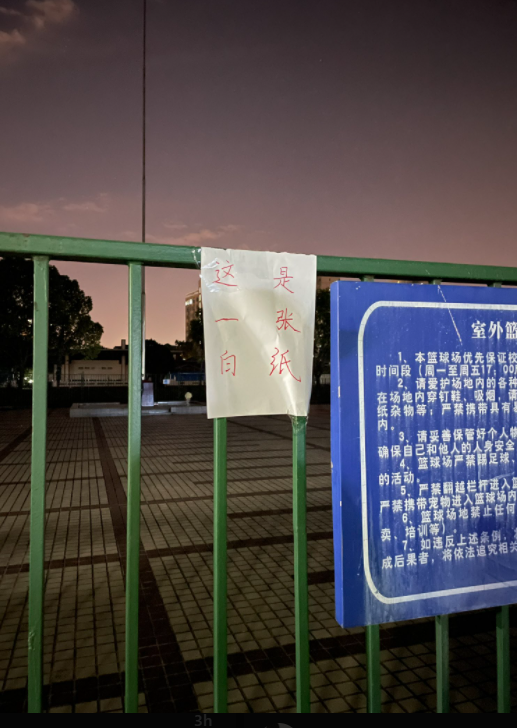 这是
一张
白纸
室外篮
1、本篮球场优先保证校
时间段（周一至周五17:00
2、请爱护场地内的各种
在场地内穿钉鞋、吸烟，请
纸杂物等；严禁携带具有易
内。
3、请妥善保管好个人物
确保自己和他人的人身安全
4、篮球场严禁踢足球、
的活动。
5、严禁翻越栏杆进入篮
严禁携带宠物进入篮球场内
6、篮球场地禁止任何
卖、培训等）
7、如违反上述条例，
成后果者，将依法追究相关
3h